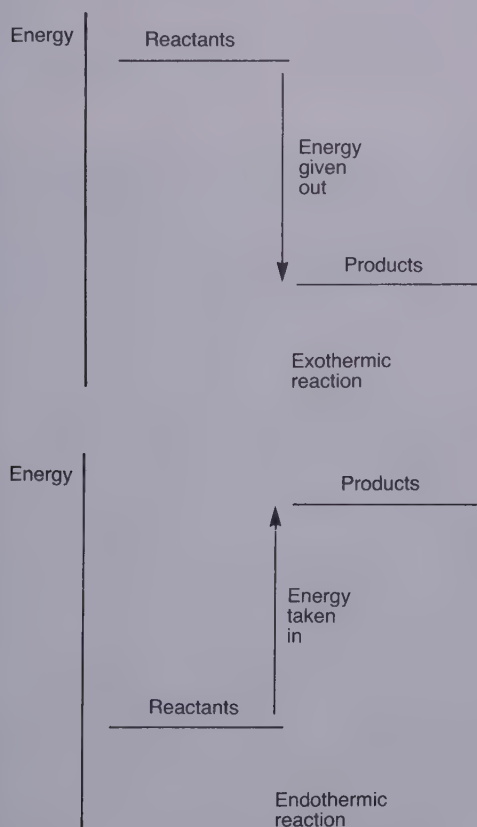 Energy
Reactants
Energy
given
out
Products
Exothermic
reaction
Energy
Products
Energy
taken
in
Reactants
Endothermic
reaction